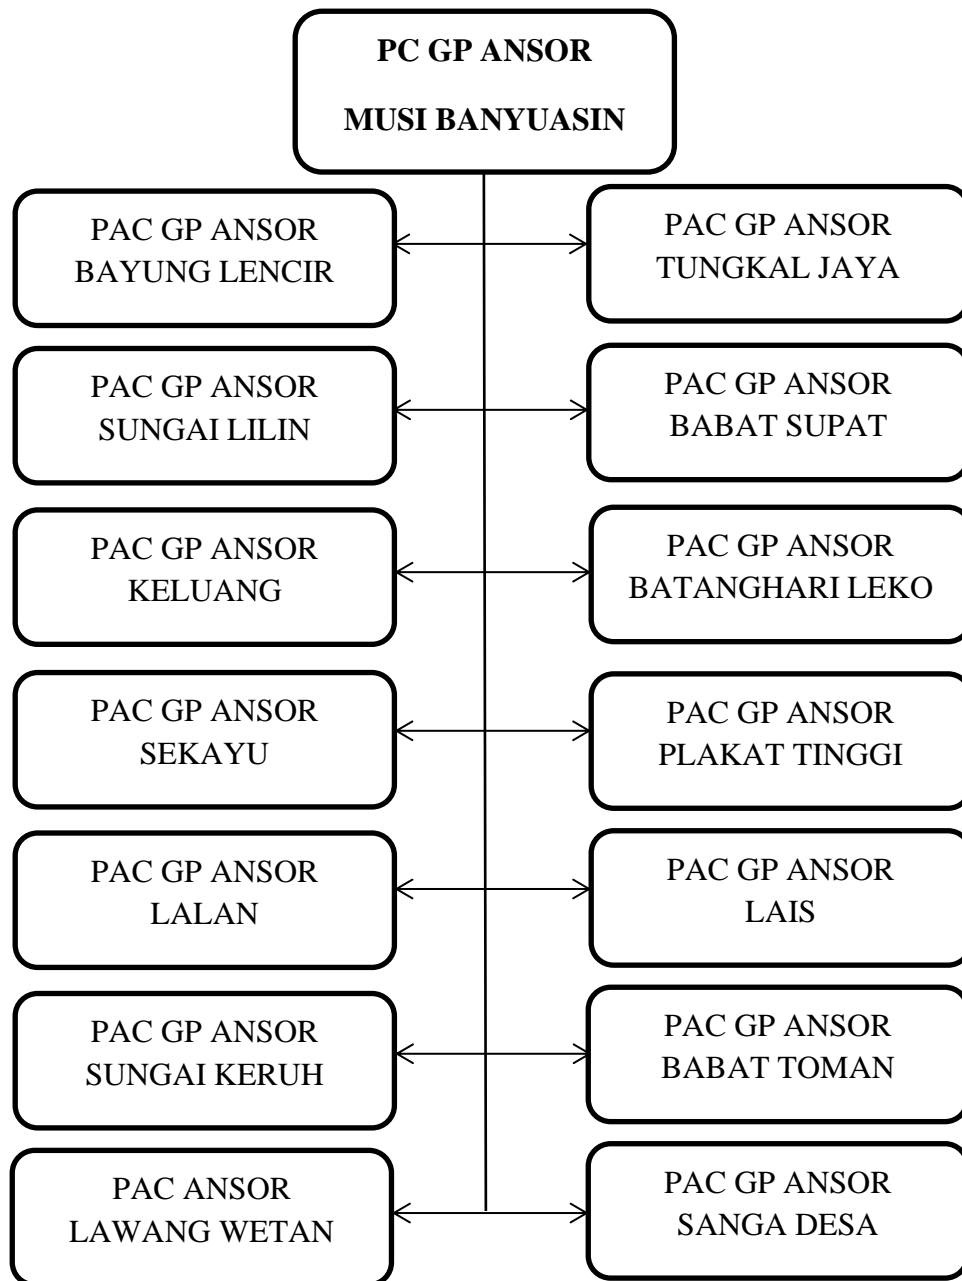 PC GP ANSOR
MUSI BANYUASIN
PAC GP ANSOR
BAYUNG LENCIR
PAC GP ANSOR
TUNGKAL JAYA
PAC GP ANSOR
SUNGAI LILIN
PAC GP ANSOR
BABAT SUPAT
PAC GP ANSOR
KELUANG
PAC GP ANSOR
BATANGHARI LEKO
PAC GP ANSOR
SEKAYU
PAC GP ANSOR
PLAKAT TINGGI
PAC GP ANSOR
LALAN
PAC GP ANSOR
LAIS
PAC GP ANSOR
SUNGAI KERUH
PAC GP ANSOR
BABAT TOMAN
PAC ANSOR
LAWANG WETAN
PAC GP ANSOR
SANGA DESA